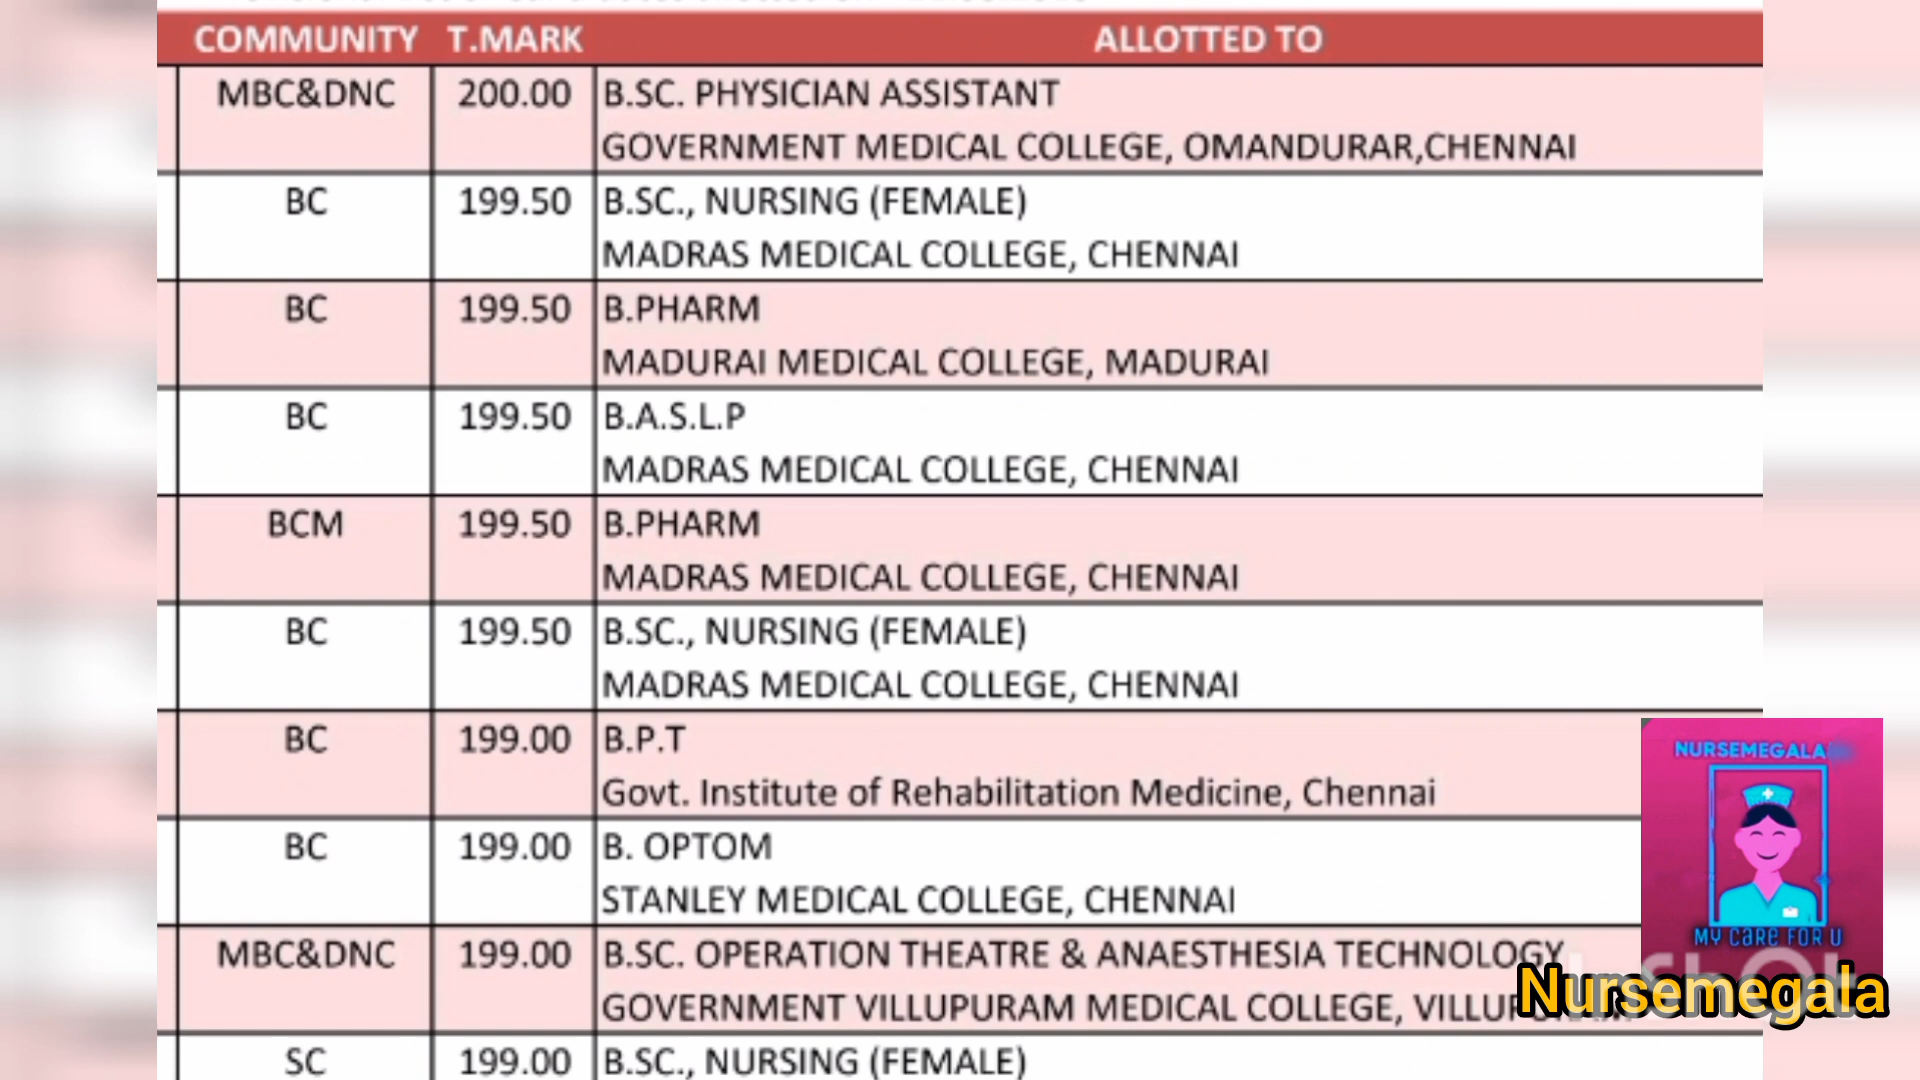 COMMUNITY T.MARK ALLOTTED TO
MBC&DNC 200.00 B.SC. PHYSICIAN ASSISTANT
GOVERNMENT MEDICAL COLLEGE, OMANDURAR,CHENNAI
BC 199.50 B.SC., NURSING (FEMALE)
MADRAS MEDICAL COLLEGE, CHENNAI
BC 199.50 B.PHARM
MADURAI MEDICAL COLLEGE, MADURAI
BC 199.50 B.A.S.L.P
MADRAS MEDICAL COLLEGE, CHENNAI
BCM 199.50 B.PHARM
MADRAS MEDICAL COLLEGE, CHENNAI
BC 199.50 B.SC., NURSING (FEMALE)
MADRAS MEDICAL COLLEGE, CHENNAI
BC 199.00 B.P.T
Govt. Institute of Rehabilitation Medicine, Chennai
BC 199.00 B. OPTOM
STANLEY MEDICAL COLLEGE, CHENNAI
MBC&DNC 199.00 B.SC. OPERATION THEATRE & ANAESTHESIA TECHNOLOGY
GOVERNMENT VILLUPURAM MEDICAL COLLEGE,
SC 199.00 B.SC., NURSING (FEMALE)
NURSEMEGALA
MY CARE FOR U
Nursemegala